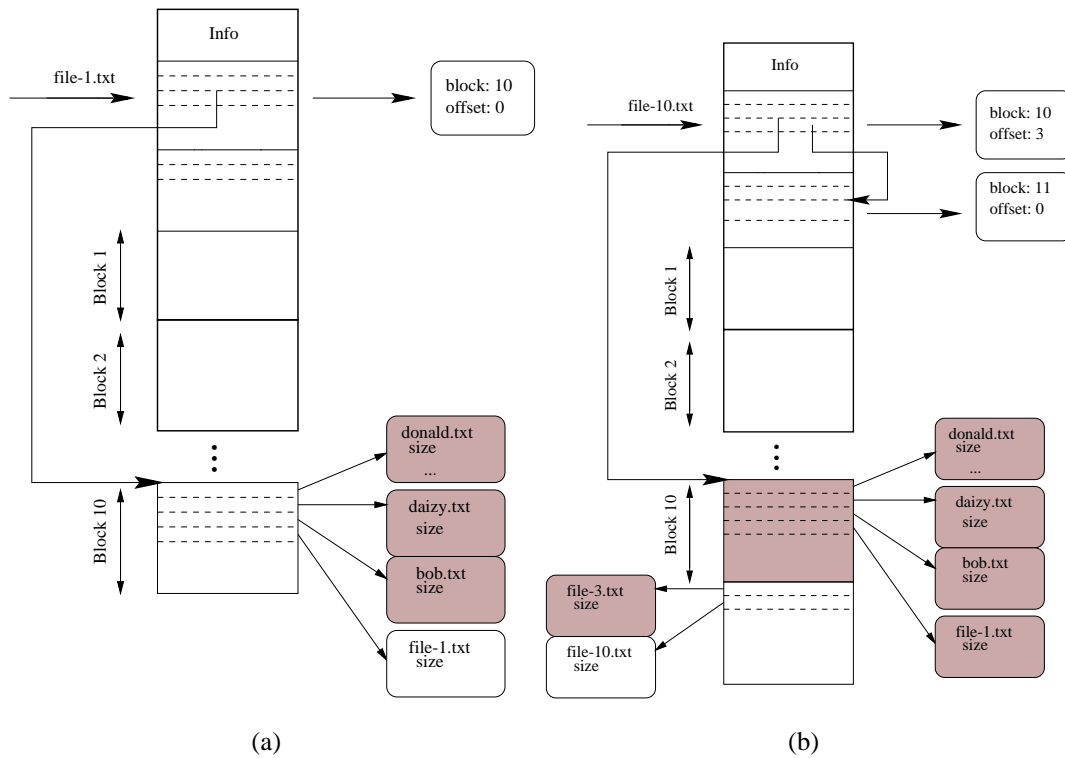 Info
file-1.txt
block: 10
offset: 0
Block 1
Block 2
Block 10
donald.txt
size
...
daizy.txt
size
bob.txt
size
file-1.txt
size
(a)
Info
file-10.txt
block: 10
offset: 3
block: 11
offset: 0
Block 1
Block 2
Block 10
donald.txt
size
...
daizy.txt
size
bob.txt
size
file-1.txt
size
file-3.txt
size
file-10.txt
size
(b)